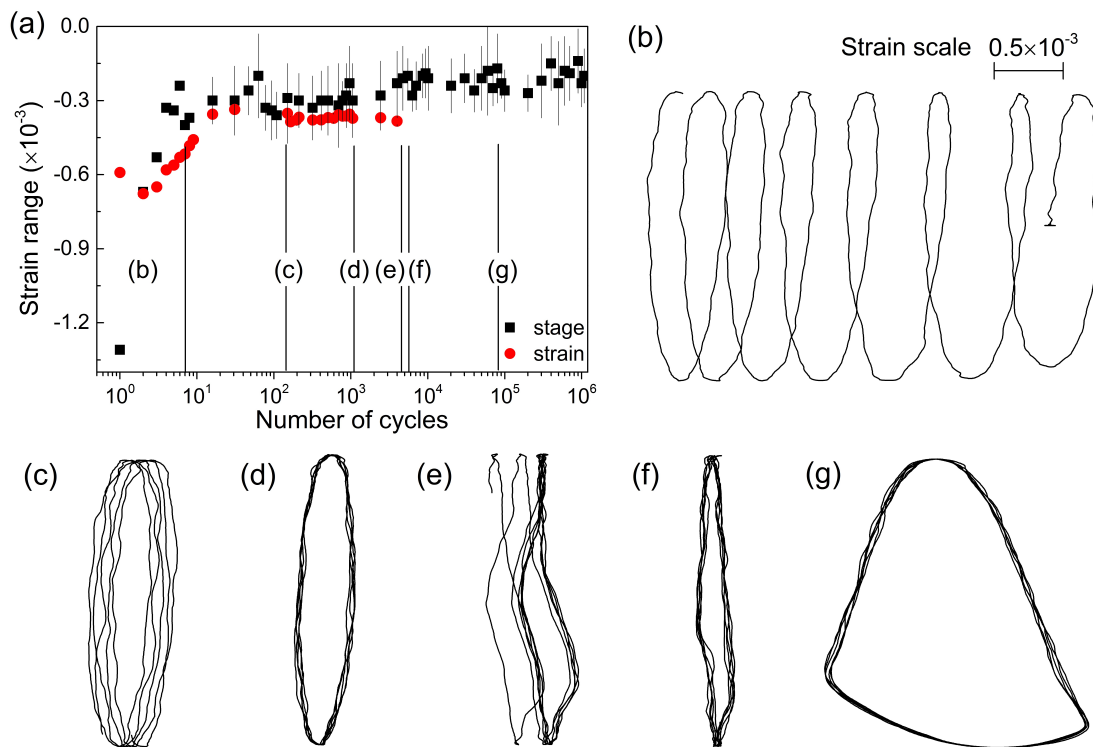 (a)
Strain range (×10⁻³)
0.0
-0.3
-0.6
-0.9
-1.2
(b)
(c)
(d)
(e)
(f)
(g)
stage
strain
10⁰
10¹
10²
10³
10⁴
10⁵
10⁶
Number of cycles
(b)
Strain scale 0.5×10⁻³
(c)
(d)
(e)
(f)
(g)